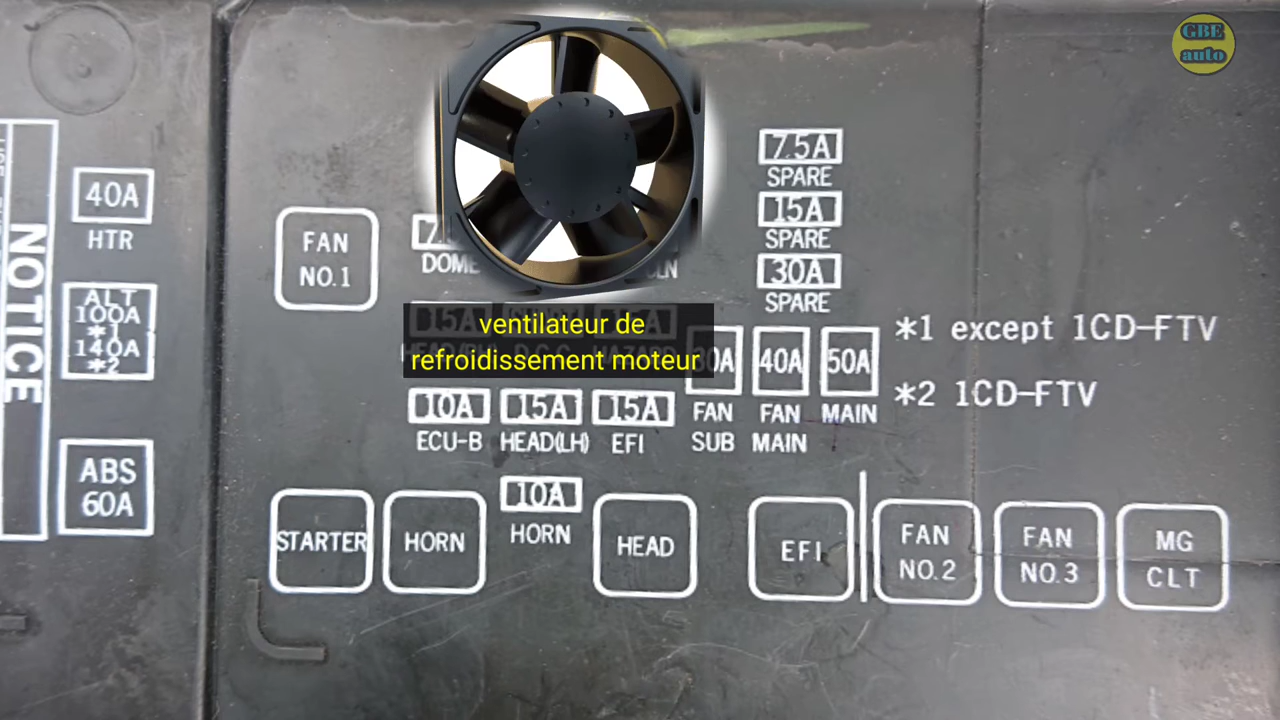 GBE
auto
NOTICE
40A
HTR
ALT
100A
*1
140A
*2
ABS
60A
FAN
NO.1
DOME
7.5A
SPARE
15A
SPARE
30A
SPARE
ventilateur de
refroidissement moteur
40A
50A
FAN
SUB
FAN
MAIN
MAIN
*1 except 1CD-FTV
*2 1CD-FTV
10A
ECU-B
15A
HEAD(LH)
15A
EFI
10A
HORN
STARTER
HORN
HEAD
EFI
FAN
NO.2
FAN
NO.3
MG
CLT